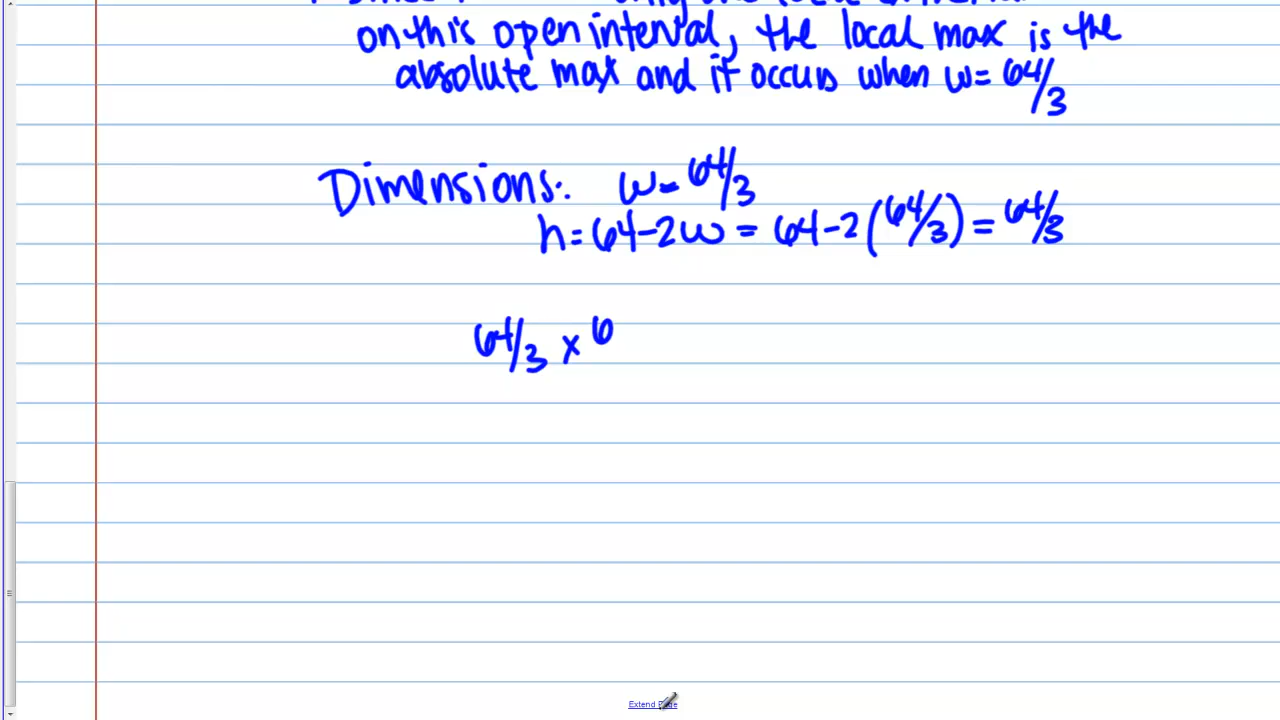 on this open interval, the local max is the
absolute max and it occurs when w = 64/3
Dimensions: w = 64/3
h = 64 - 2w = 64 - 2(64/3) = 64/3
64/3 x 6
Extend Page